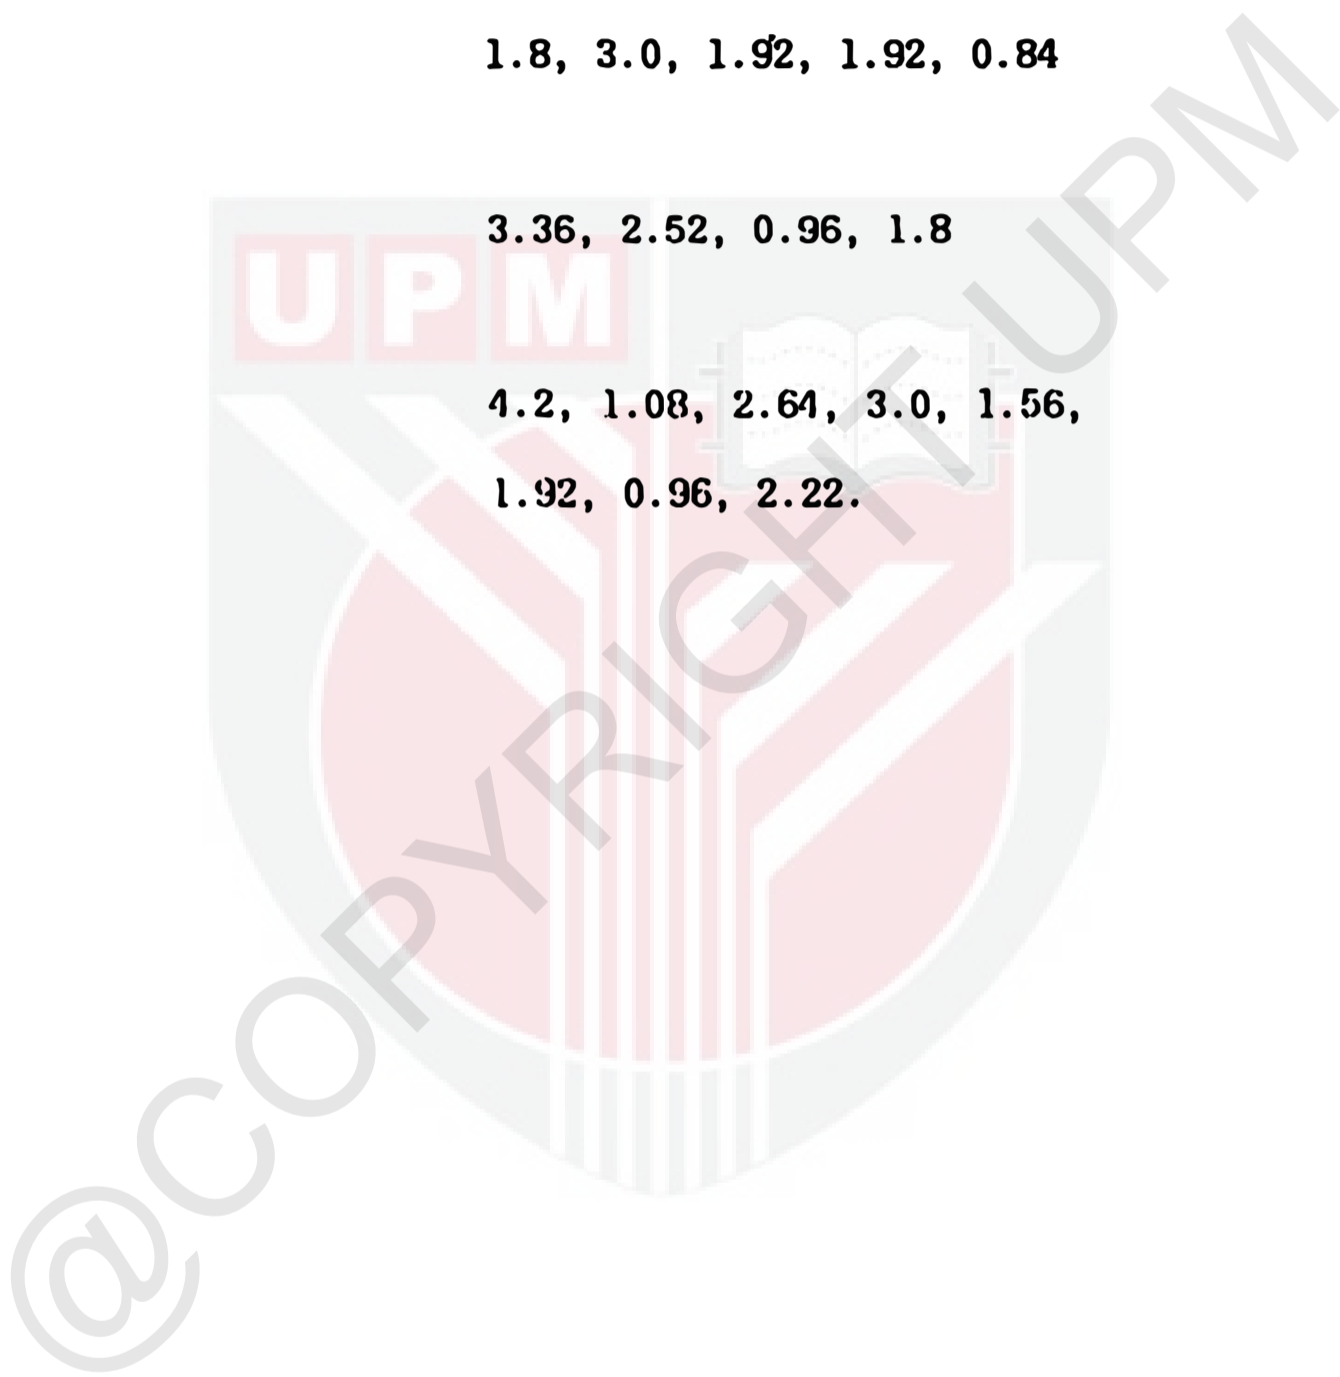 1.8, 3.0, 1.92, 1.92, 0.84
3.36, 2.52, 0.96, 1.8
UPM
4.2, 1.08, 2.64, 3.0, 1.56,
1.92, 0.96, 2.22.
@COPYRIGHT UPM